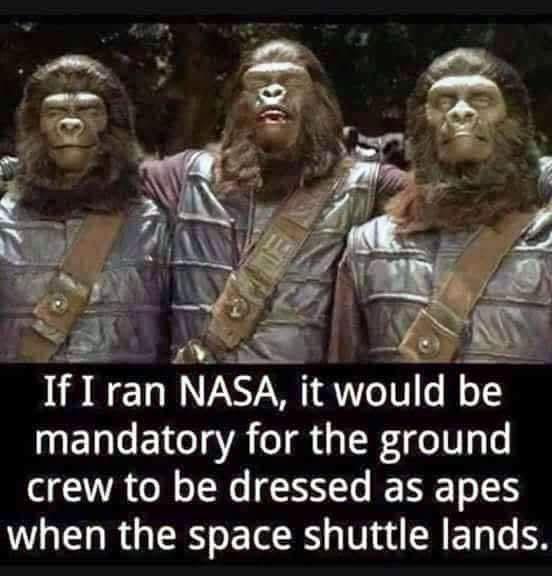 If I ran NASA, it would be
mandatory for the ground
crew to be dressed as apes
when the space shuttle lands.